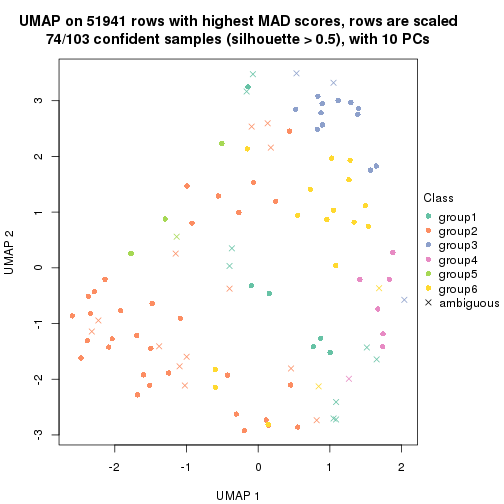 UMAP on 51941 rows with highest MAD scores, rows are scaled
74/103 confident samples (silhouette > 0.5), with 10 PCs
3
2
1
0
-1
-2
-3
UMAP 2
-2
-1
0
1
2
UMAP 1
Class
group1
group2
group3
group4
group5
group6
ambiguous